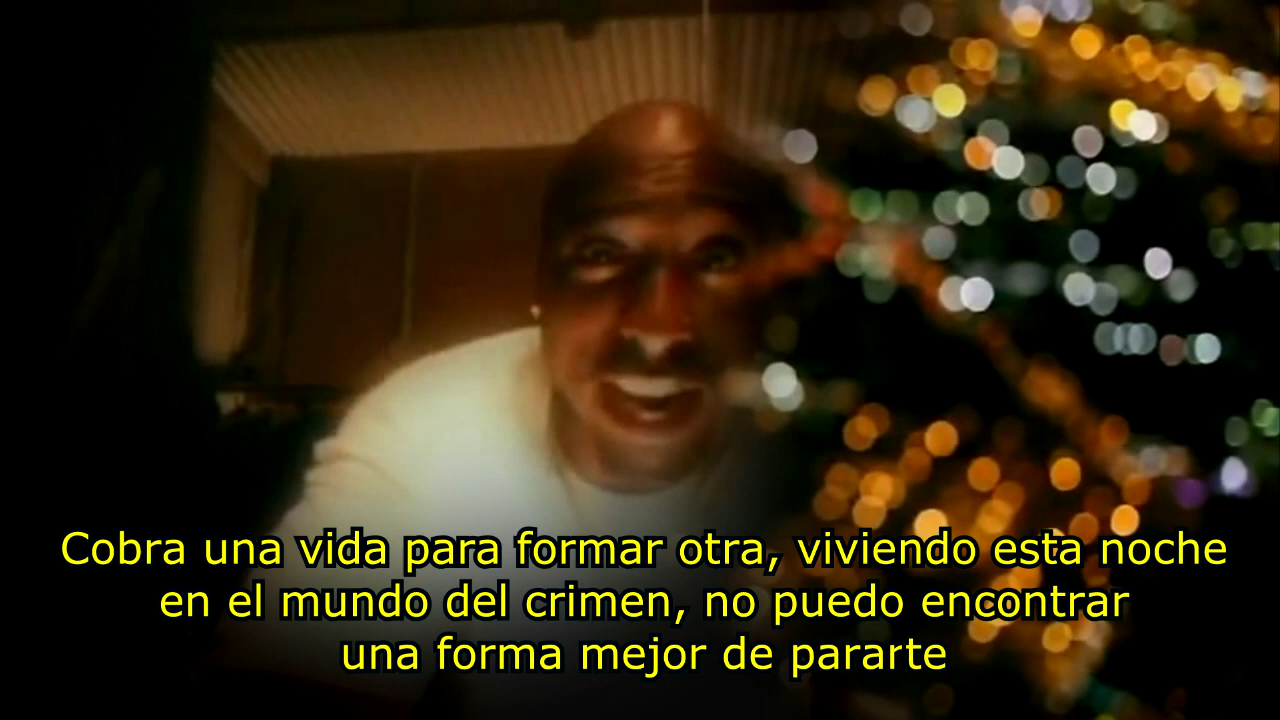 Cobra una vida para formar otra, viviendo esta noche
en el mundo del crimen, no puedo encontrar
una forma mejor de pararte